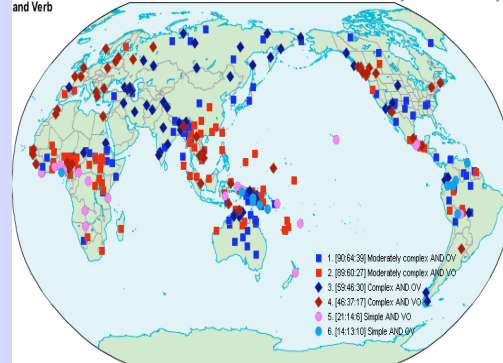 and Verb
1. [90:64:39] Moderately complex AND OV
2. [89:60:27] Moderately complex AND VO
3. [59:46:30] Complex AND OV
4. [46:37:17] Complex AND VO
5. [21:14:6] Simple AND VO
6. [14:13:10] Simple AND OV